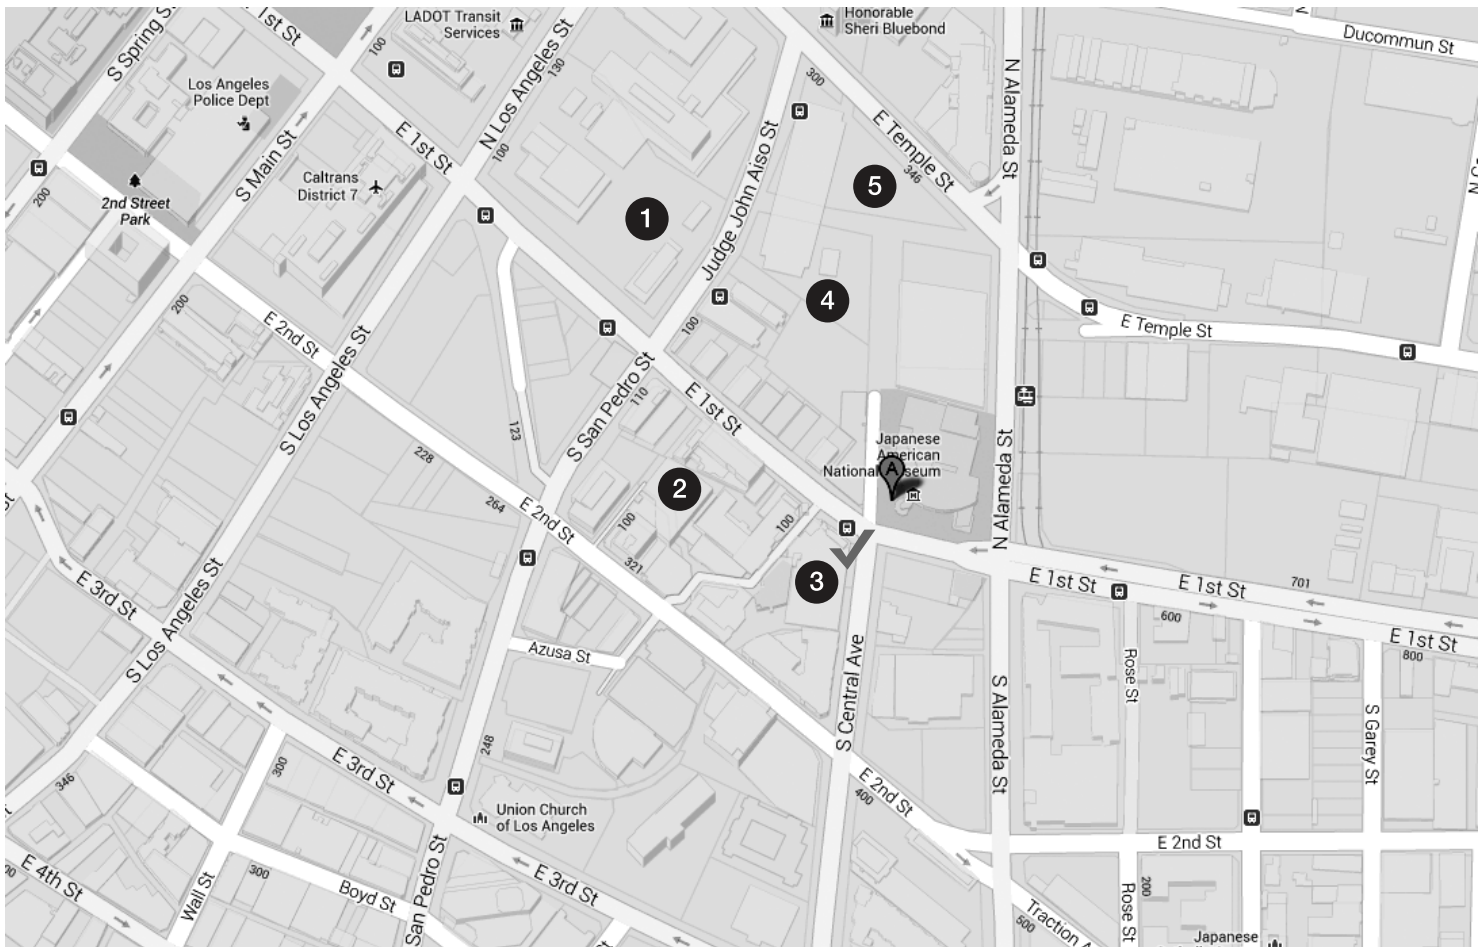 E 1st St
S Spring St
LADOT Transit
Services
100
Honorable
Sheri Bluebond
Ducommun St
N
Los Angeles
Police Dept
N Los Angeles St
130
100
300
N Alameda St
E Temple St
346
E 1st St
S Main St
Caltrans
District 7
200
2nd Street
Park
Judge John Aiso St
1
5
4
200
E 2nd St
100
E Temple St
S Los Angeles St
S San Pedro St
110
E 1st St
123
228
264
E 2nd St
2
100
321
100
Japanese
American
National Museum
A
N Alameda St
3
E 1st St
E 1st St
701
E 1st St
600
800
E 3rd St
S Los Angeles St
Azusa St
S Central Ave
Rose St
S Alameda St
S Garey St
248
E 3rd St
300
346
Union Church
of Los Angeles
E 2nd St
400
E 2nd St
E 4th St
Wall St
300
Boyd St
San Pedro St
E 3rd St
Traction A
500
200
Rose St
Japanese